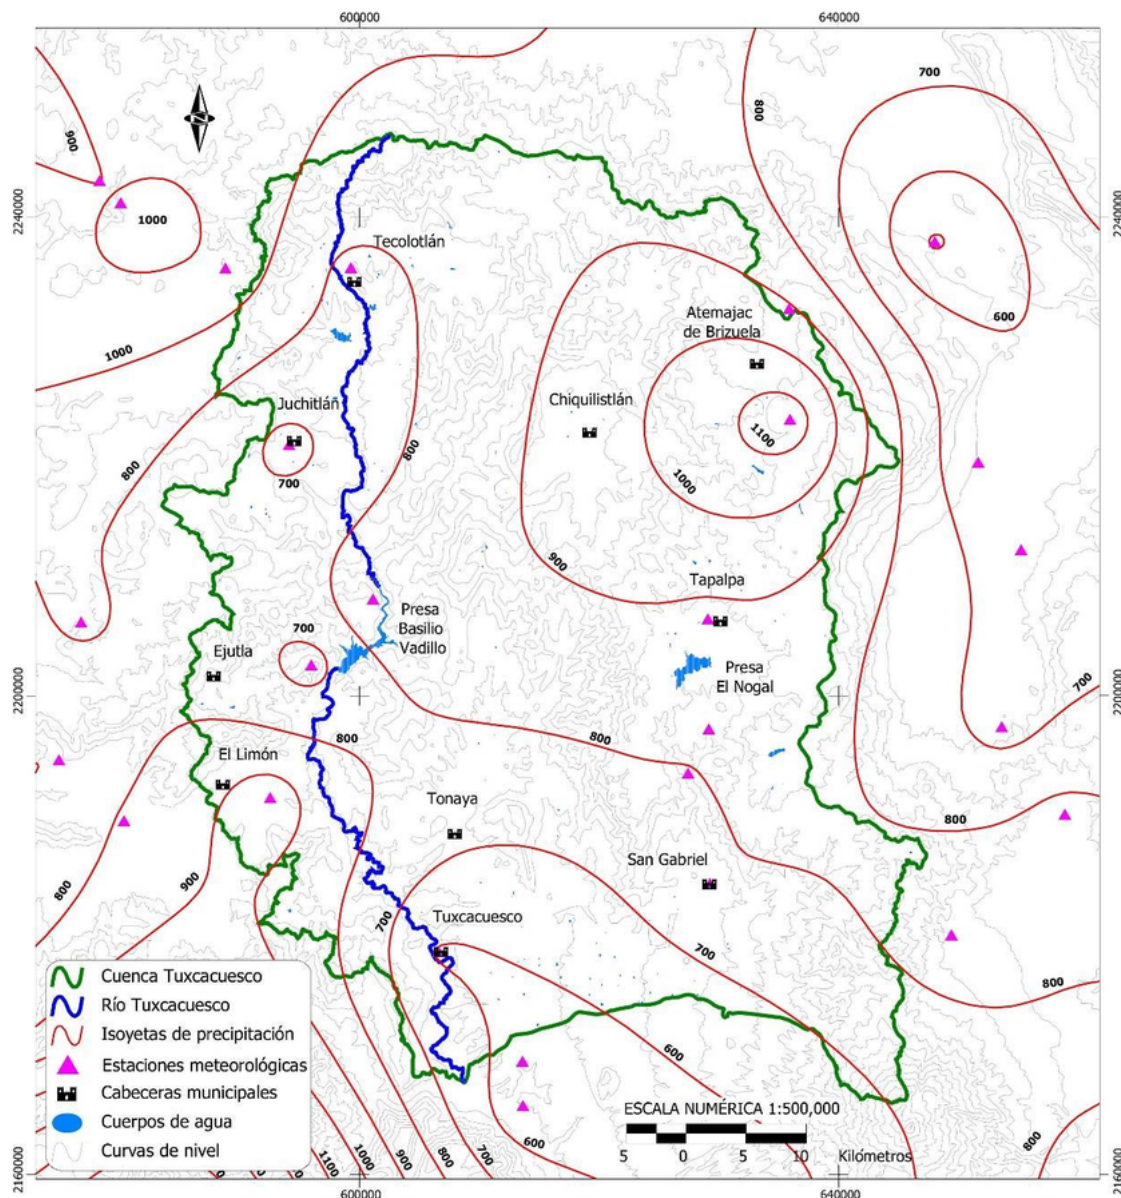 600000
640000
700
800
900
1000
2240000
2240000
Tecolotlán
600
Atemajac
de Brizuela
1000
Juchitlán
Chiquilistlán
1100
800
800
700
1000
900
Tapalpa
Presa
Basilio
Vadillo
700
Ejutla
Presa
El Nogal
700
2200000
2200000
800
800
El Limón
Tonaya
800
San Gabriel
800
900
700
Tuxcacuesco
700
800
Cuenca Tuxcacuesco
Río Tuxcacuesco
Isoyetas de precipitación
Estaciones meteorológicas
Cabeceras municipales
Cuerpos de agua
Curvas de nivel
600
ESCALA NUMÉRICA 1:500,000
5 0 5 10 Kilómetros
600
800
1100
1000
900
800
700
2160000
2160000
600000
640000